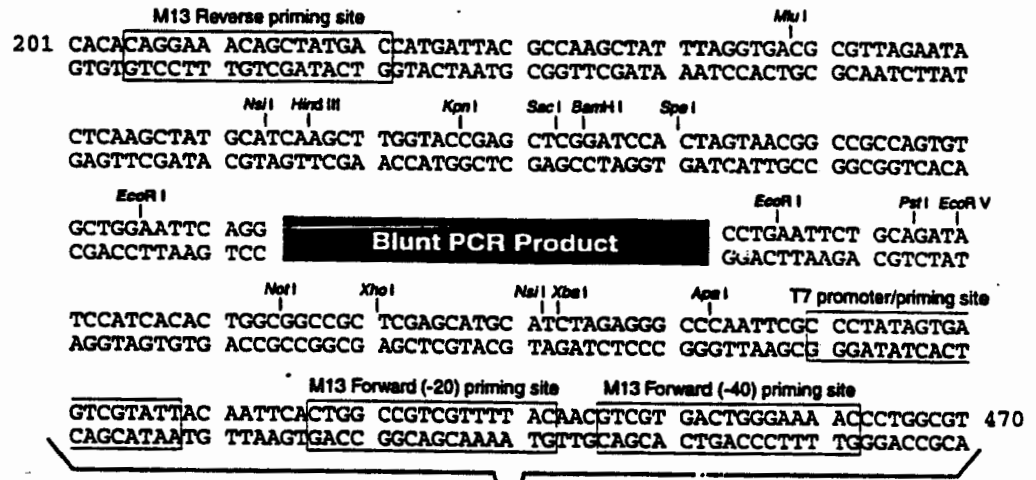 M13 Reverse priming site Mlu I
201 CACACAGGAA ACAGCTATGAC CATGATTAC GCCAAGCTAT TTAGGTGACG CGTTAGAATA
GTGTGTCCTT TGTCGATACTG GTACTAATG CGGTTCGATA AATCCACTGC GCAATCTTAT
Nsi I Hind III Kpn I Sac I BamH I Spe I
CTCAAGCTAT GCATCAAGCT TGGTACCGAG CTCGGATCCA CTAGTAACGG CCGCCAGTGT
GAGTTCGATA CGTAGTTCGA ACCATGGCTC GAGCCTAGGT GATCATTGCC GGCGGTCACA
EcoR I EcoR I Pst I EcoR V
GCTGGAATTC AGG Blunt PCR Product CCTGAATTCT GCAGATA
CGACCTTAAG TCC GGACTTAAGA CGTCTAT
Not I Xho I Nsi I Xba I Apa I T7 promoter/priming site
TCCATCACAC TGGCGGCCGC TCGAGCATGC ATCTAGAGGG CCCAATTCGC CCTATAGTGA
AGGTAGTGTG ACCGCCGGCG AGCTCGTACG TAGATCTCCC GGGTTAAGCG GGATATCACT
M13 Forward (-20) priming site M13 Forward (-40) priming site
GTCGTATTAC AATTCACTGG CCGTCGTTTT ACAACGTCGT GACTGGGAAA ACCCTGGCGT 470
CAGCATAATG TTAAGTGACC GGCAGCAAAA TGTTGCAGCA CTGACCCTTT TGGGACCGCA